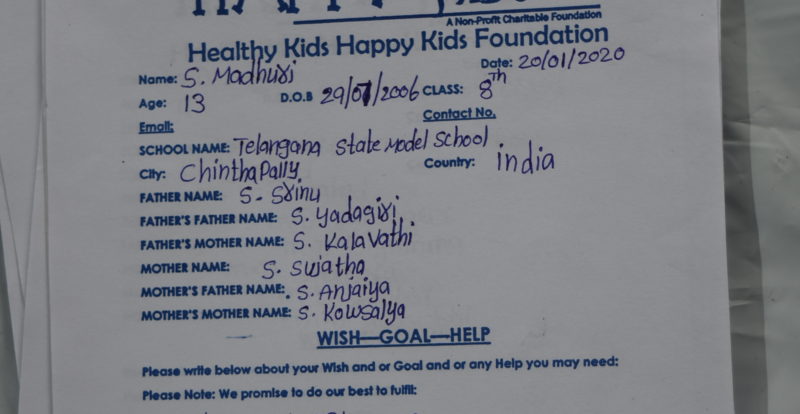 A Non-Profit Charitable Foundation
Healthy Kids Happy Kids Foundation
Date: 20/01/2020
Name: S. Madhuri
Age: 13 D.O.B 29/07/2006 CLASS: 8th
Email: Contact No.
SCHOOL NAME: Telangana State Model School
City: Chinthapally Country: india
FATHER NAME: S. Srinu
FATHER'S FATHER NAME: S. Yadagiri
FATHER'S MOTHER NAME: S. Kalavathi
MOTHER NAME: S. Sujatha
MOTHER'S FATHER NAME: S. Anjaiya
MOTHER'S MOTHER NAME: S. Kowsalya
WISH—GOAL—HELP
Please write below about your Wish and or Goal and or any Help you may need:
Please Note: We promise to do our best to fulfil: